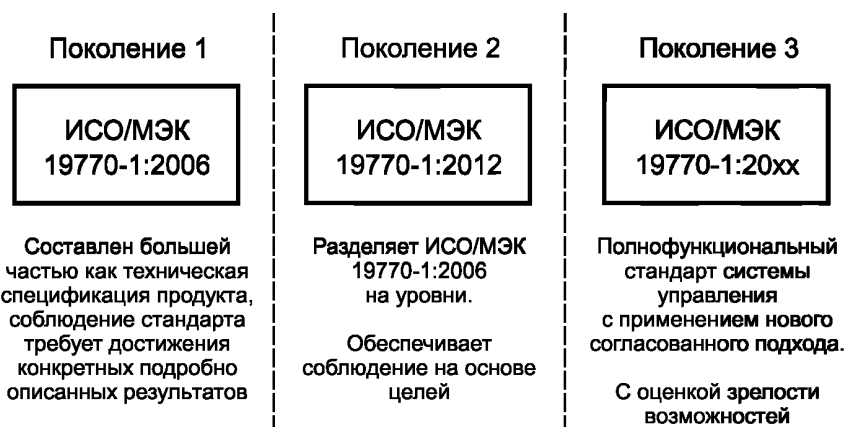 Поколение 1
ИСО/МЭК
19770-1:2006
Составлен большей
частью как техническая
спецификация продукта,
соблюдение стандарта
требует достижения
конкретных подробно
описанных результатов
Поколение 2
ИСО/МЭК
19770-1:2012
Разделяет ИСО/МЭК
19770-1:2006
на уровни.
Обеспечивает
соблюдение на основе
целей
Поколение 3
ИСО/МЭК
19770-1:20xx
Полнофункциональный
стандарт системы
управления
с применением нового
согласованного подхода.
С оценкой зрелости
возможностей